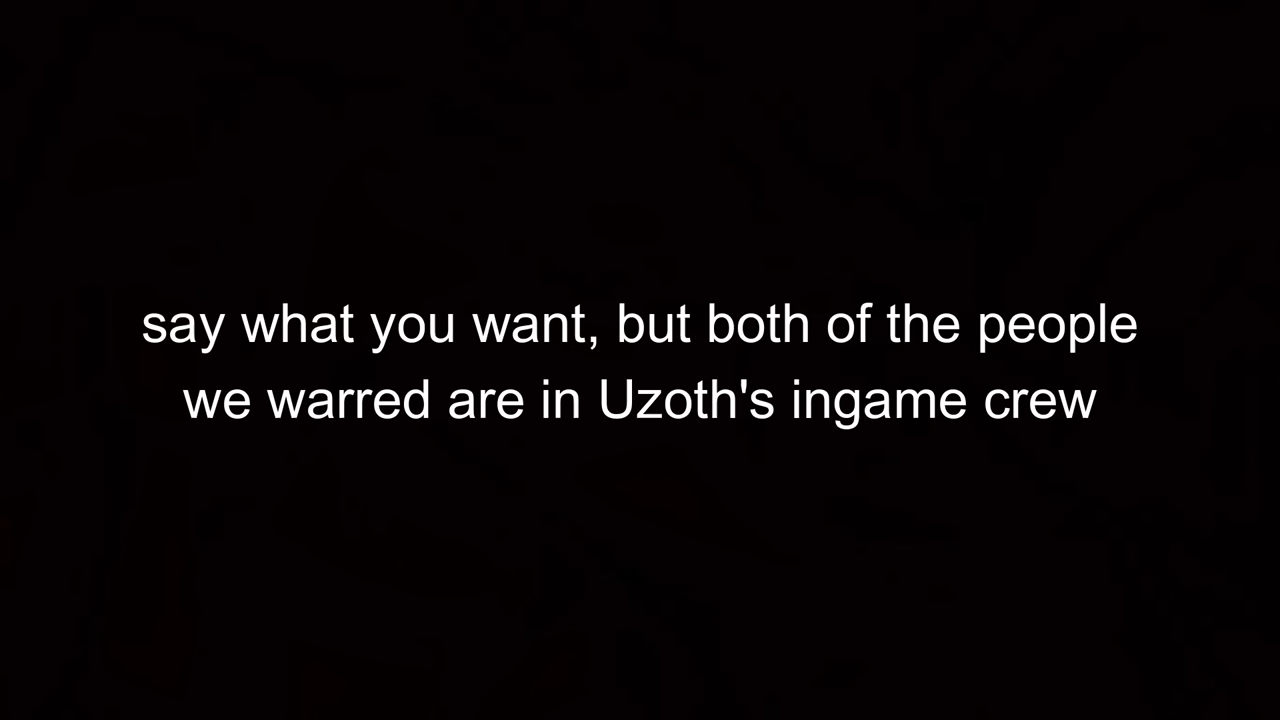 say what you want, but both of the people
we warred are in Uzoth's ingame crew